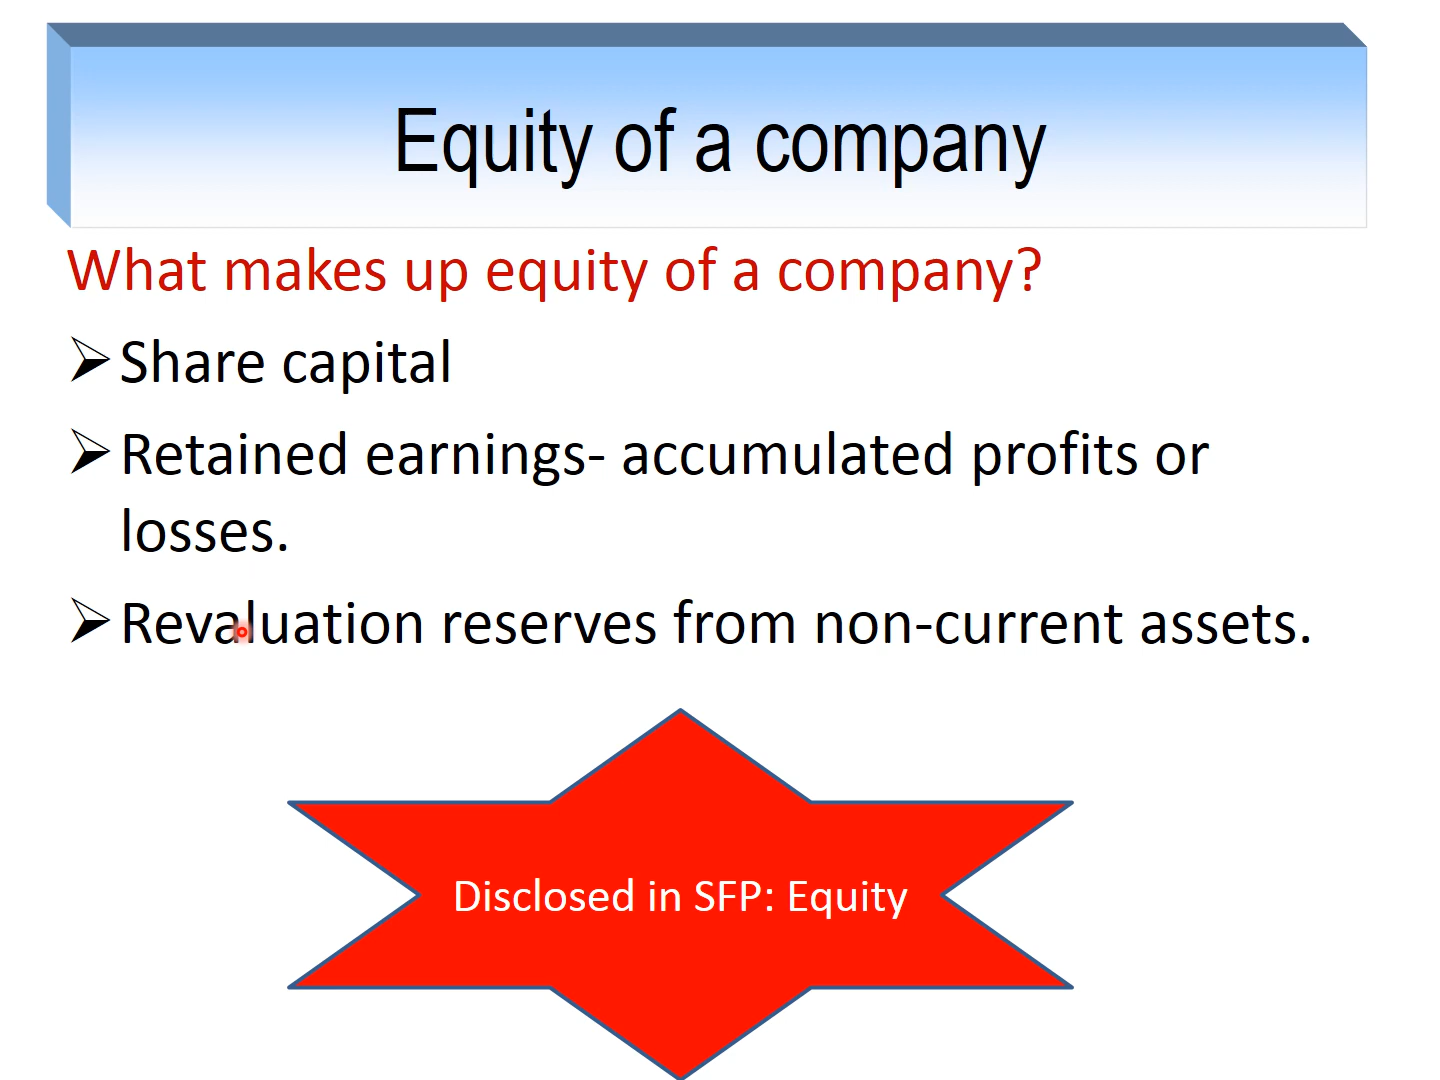 Equity of a company
What makes up equity of a company?
Share capital
Retained earnings- accumulated profits or
losses.
Revaluation reserves from non-current assets.
Disclosed in SFP: Equity